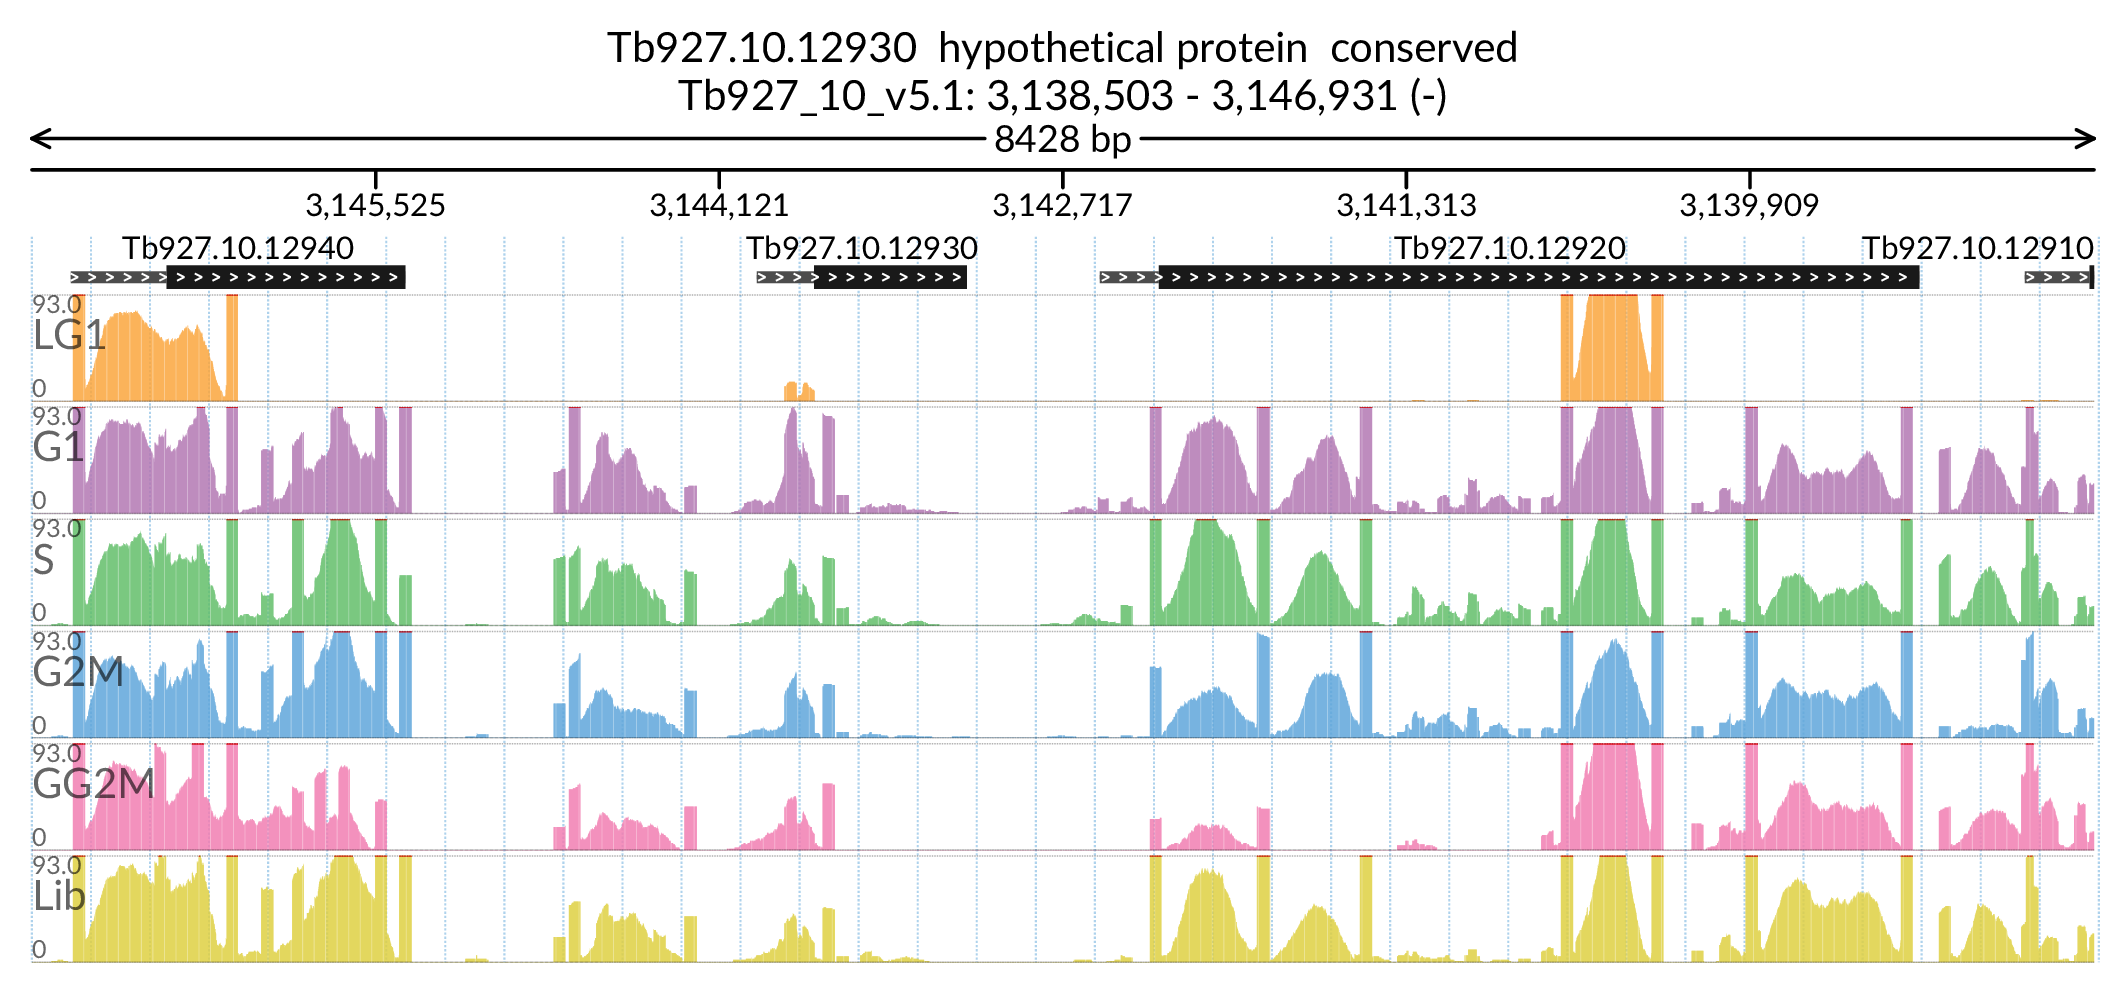 Tb927.10.12930 hypothetical protein conserved
Tb927_10_v5.1: 3,138,503 - 3,146,931 (-)
8428 bp
3,145,525 3,144,121 3,142,717 3,141,313 3,139,909
Tb927.10.12940 Tb927.10.12930 Tb927.10.12920 Tb927.10.12910
93.0
LG1
0
93.0
G1
0
93.0
S
0
93.0
G2M
0
93.0
GG2M
0
93.0
Lib
0